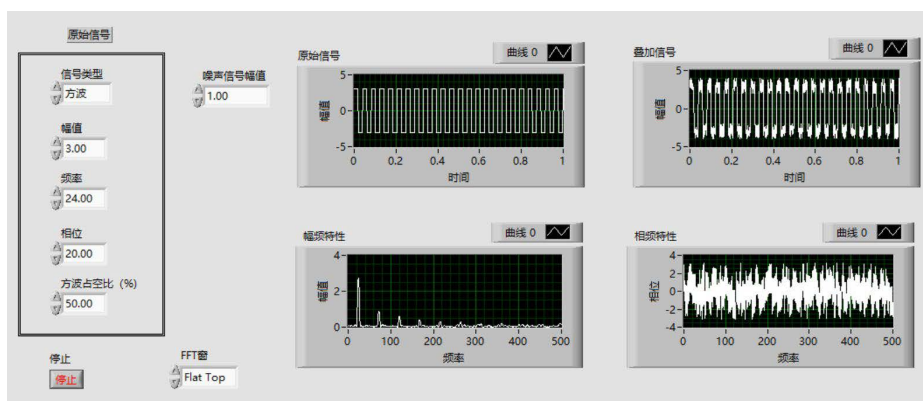 原始信号
信号类型
方波
幅值
3.00
频率
24.00
相位
20.00
方波占空比（%）
50.00
停止
停止
噪声信号幅值
1.00
FFT窗
Flat Top
原始信号
曲线 0
幅值
5
0
-5
0 0.2 0.4 0.6 0.8 1
时间
叠加信号
曲线 0
幅值
5
0
-5
0 0.2 0.4 0.6 0.8 1
时间
幅频特性
曲线 0
幅值
4
2
0
0 100 200 300 400 500
频率
相频特性
曲线 0
相位
4
2
0
-2
-4
0 100 200 300 400 500
频率